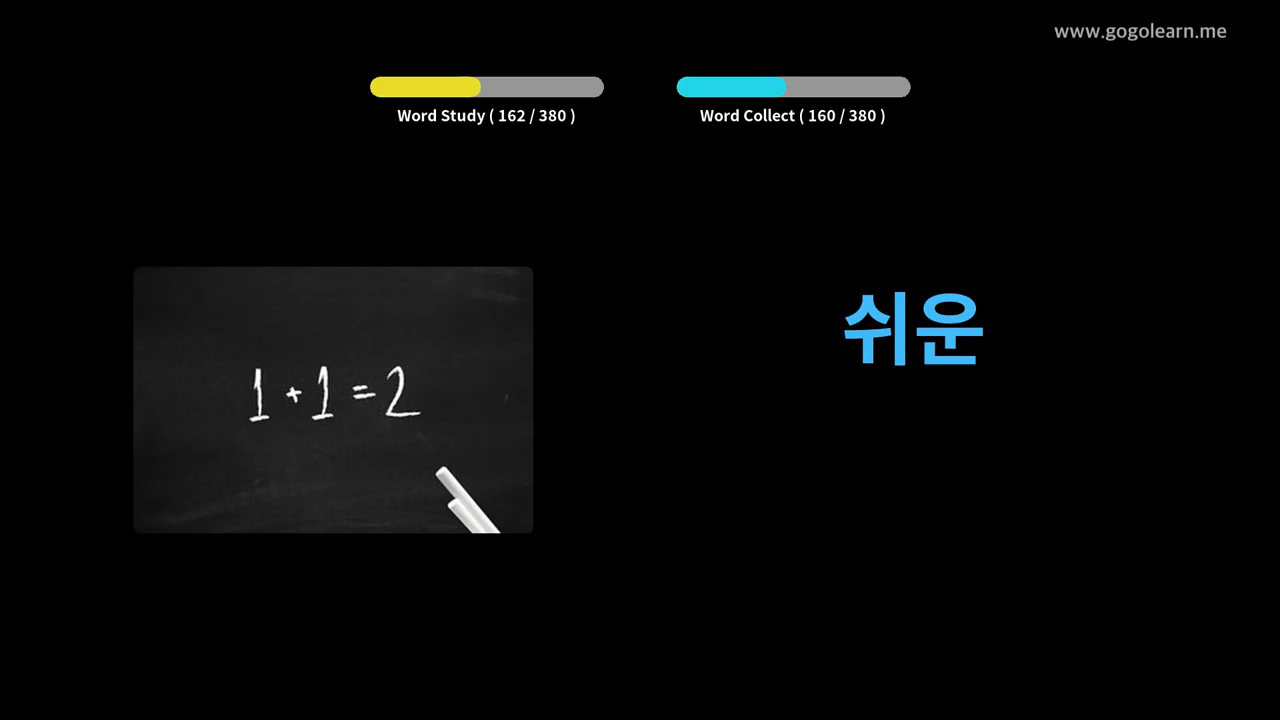 www.gogolearn.me
Word Study ( 162 / 380 )
Word Collect ( 160 / 380 )
쉬운
1 + 1 = 2